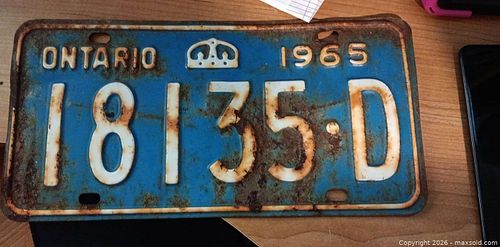 ONTARIO 1965
18135·D
Copyright © 2026 - maxsold.com